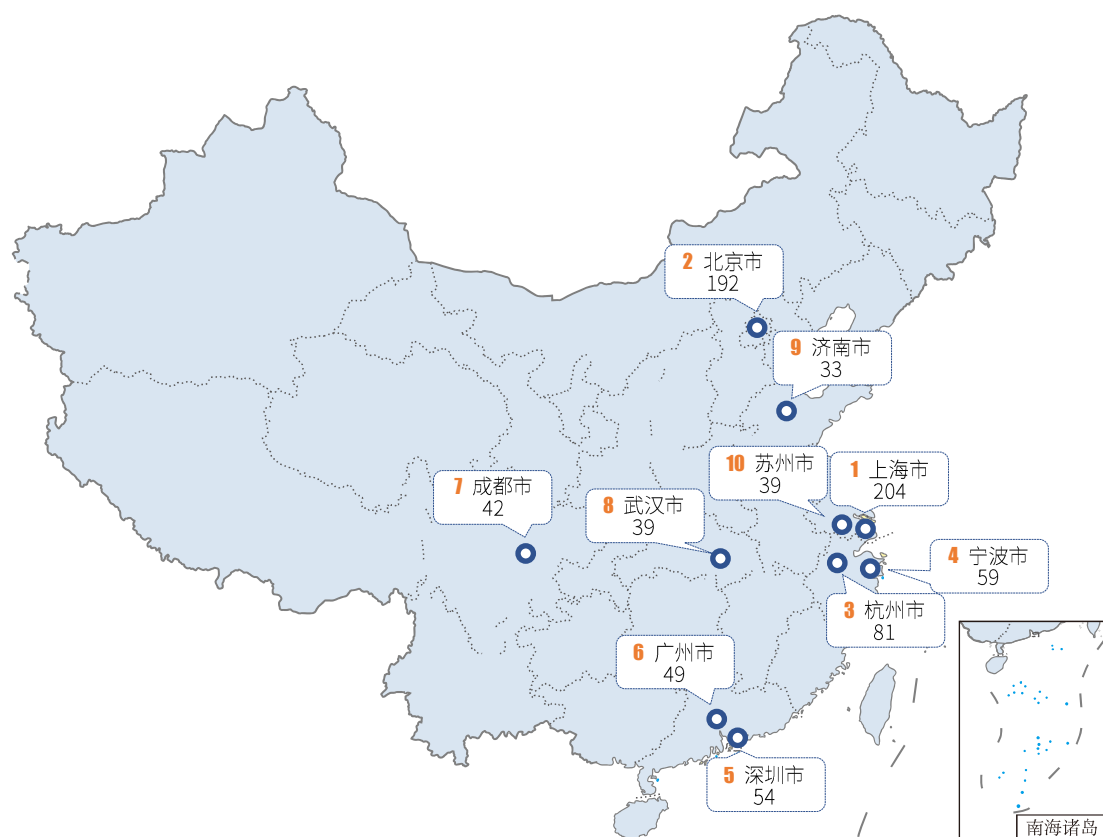 2 北京市
192
9 济南市
33
10 苏州市
39
1 上海市
204
7 成都市
42
8 武汉市
39
4 宁波市
59
3 杭州市
81
6 广州市
49
5 深圳市
54
南海诸岛